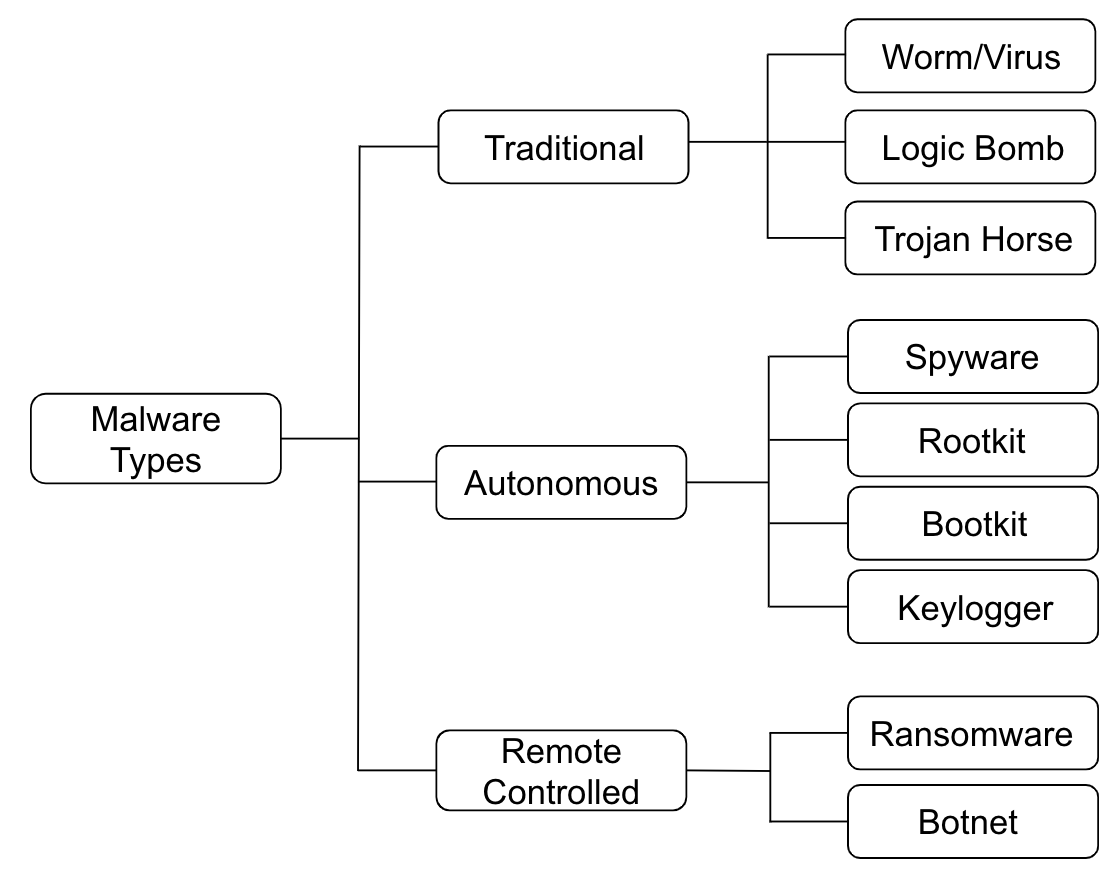 Worm/Virus
Traditional
Logic Bomb
Trojan Horse
Spyware
Malware
Types
Rootkit
Autonomous
Bootkit
Keylogger
Remote
Controlled
Ransomware
Botnet